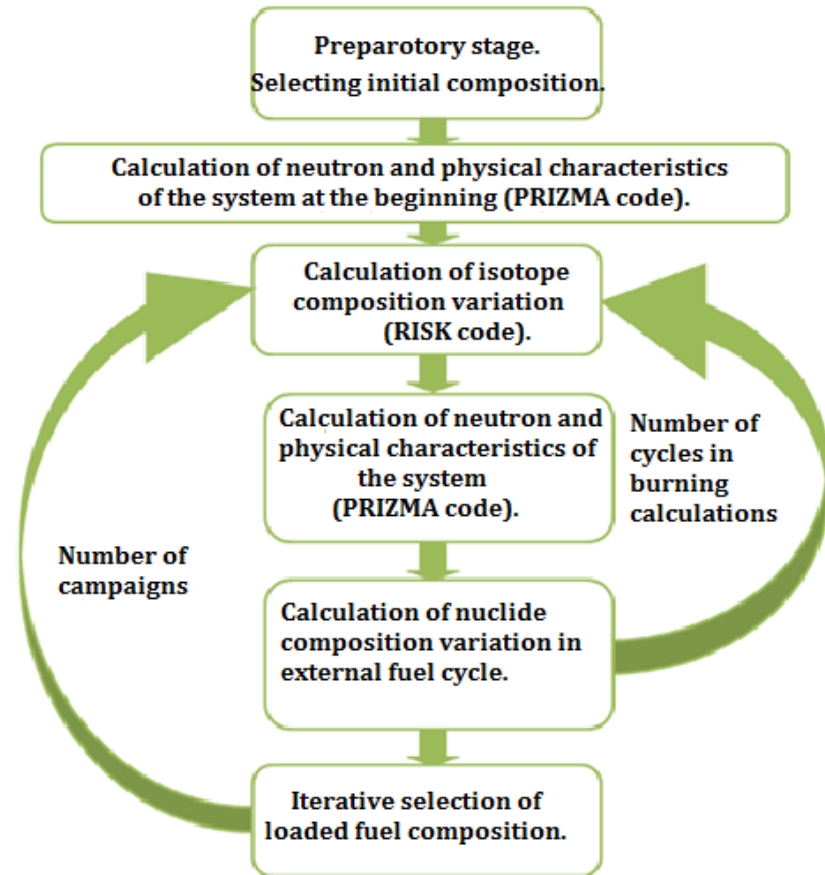 Preparotory stage.
Selecting initial composition.
Calculation of neutron and physical characteristics
of the system at the beginning (PRIZMA code).
Calculation of isotope
composition variation
(RISK code).
Calculation of neutron and
physical characteristics of
the system
(PRIZMA code).
Number of
cycles in
burning
calculations
Number of
campaigns
Calculation of nuclide
composition variation in
external fuel cycle.
Iterative selection of
loaded fuel composition.